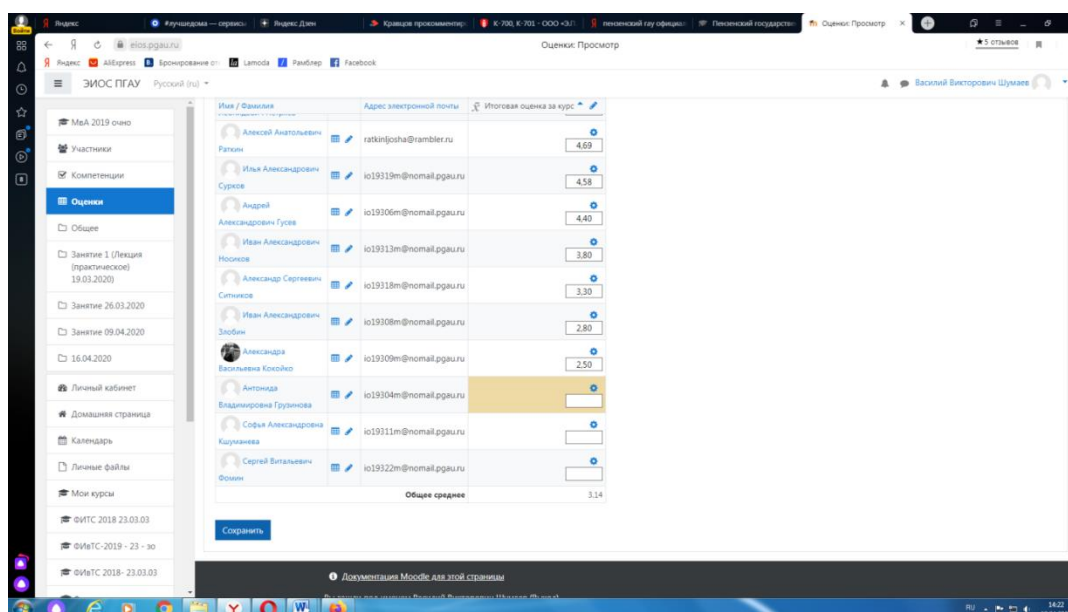 Войти
Яндекс
#лучшедома — сервисы
Яндекс Дзен
Кравцов прокомментир
К-700, К-701 - ООО «ЗЛ
пензенский гау официал
Пензенский государстве
Оценки: Просмотр
eios.pgau.ru
Оценки: Просмотр
★5 отзывов
Яндекс
AliExpress
Бронирование от
Lamoda
Рамблер
Facebook
ЭИОС ПГАУ
Русский (ru)
Василий Викторович Шумаев
МвА 2019 очно
Участники
Компетенции
Оценки
Общее
Занятие 1 (Лекция
(практическое)
19.03.2020)
Занятие 26.03.2020
Занятие 09.04.2020
16.04.2020
Личный кабинет
Домашняя страница
Календарь
Личные файлы
Мои курсы
ФИТС 2018 23.03.03
ФИвТС-2019 - 23 - зо
ФИвТС 2018- 23.03.03
Имя / Фамилия Адрес электронной почты Итоговая оценка за курс
Алексей Анатольевич
Раткин
ratkinljosha@rambler.ru
4,69
Илья Александрович
Сурков
io19319m@nomail.pgau.ru
4,58
Андрей
Александрович Гусев
io19306m@nomail.pgau.ru
4,40
Иван Александрович
Носиков
io19313m@nomail.pgau.ru
3,80
Александр Сергеевич
Ситников
io19318m@nomail.pgau.ru
3,30
Иван Александрович
Злобин
io19308m@nomail.pgau.ru
2,80
Александра
Васильевна Кокойко
io19309m@nomail.pgau.ru
2,50
Антонида
Владимировна Грузинова
io19304m@nomail.pgau.ru
Софья Александровна
Кшуманева
io19311m@nomail.pgau.ru
Сергей Витальевич
Фомин
io19322m@nomail.pgau.ru
Общее среднее 3,14
Сохранить
Документация Moodle для этой страницы
RU
14:22